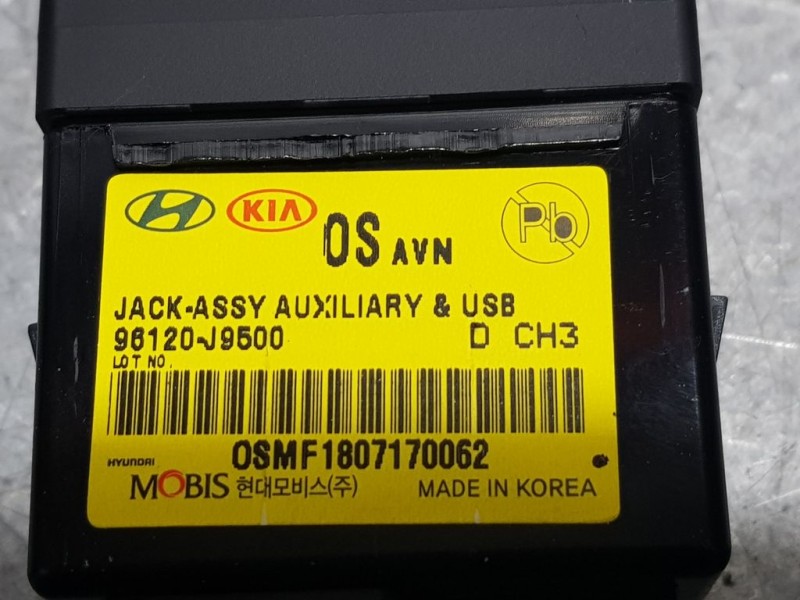 KIA
OS AVN
Pb
JACK-ASSY AUXILIARY & USB
96120-J9500 D CH3
LOT NO.
OSMF1807170062
HYUNDAI
MOBIS 현대모비스(주) MADE IN KOREA